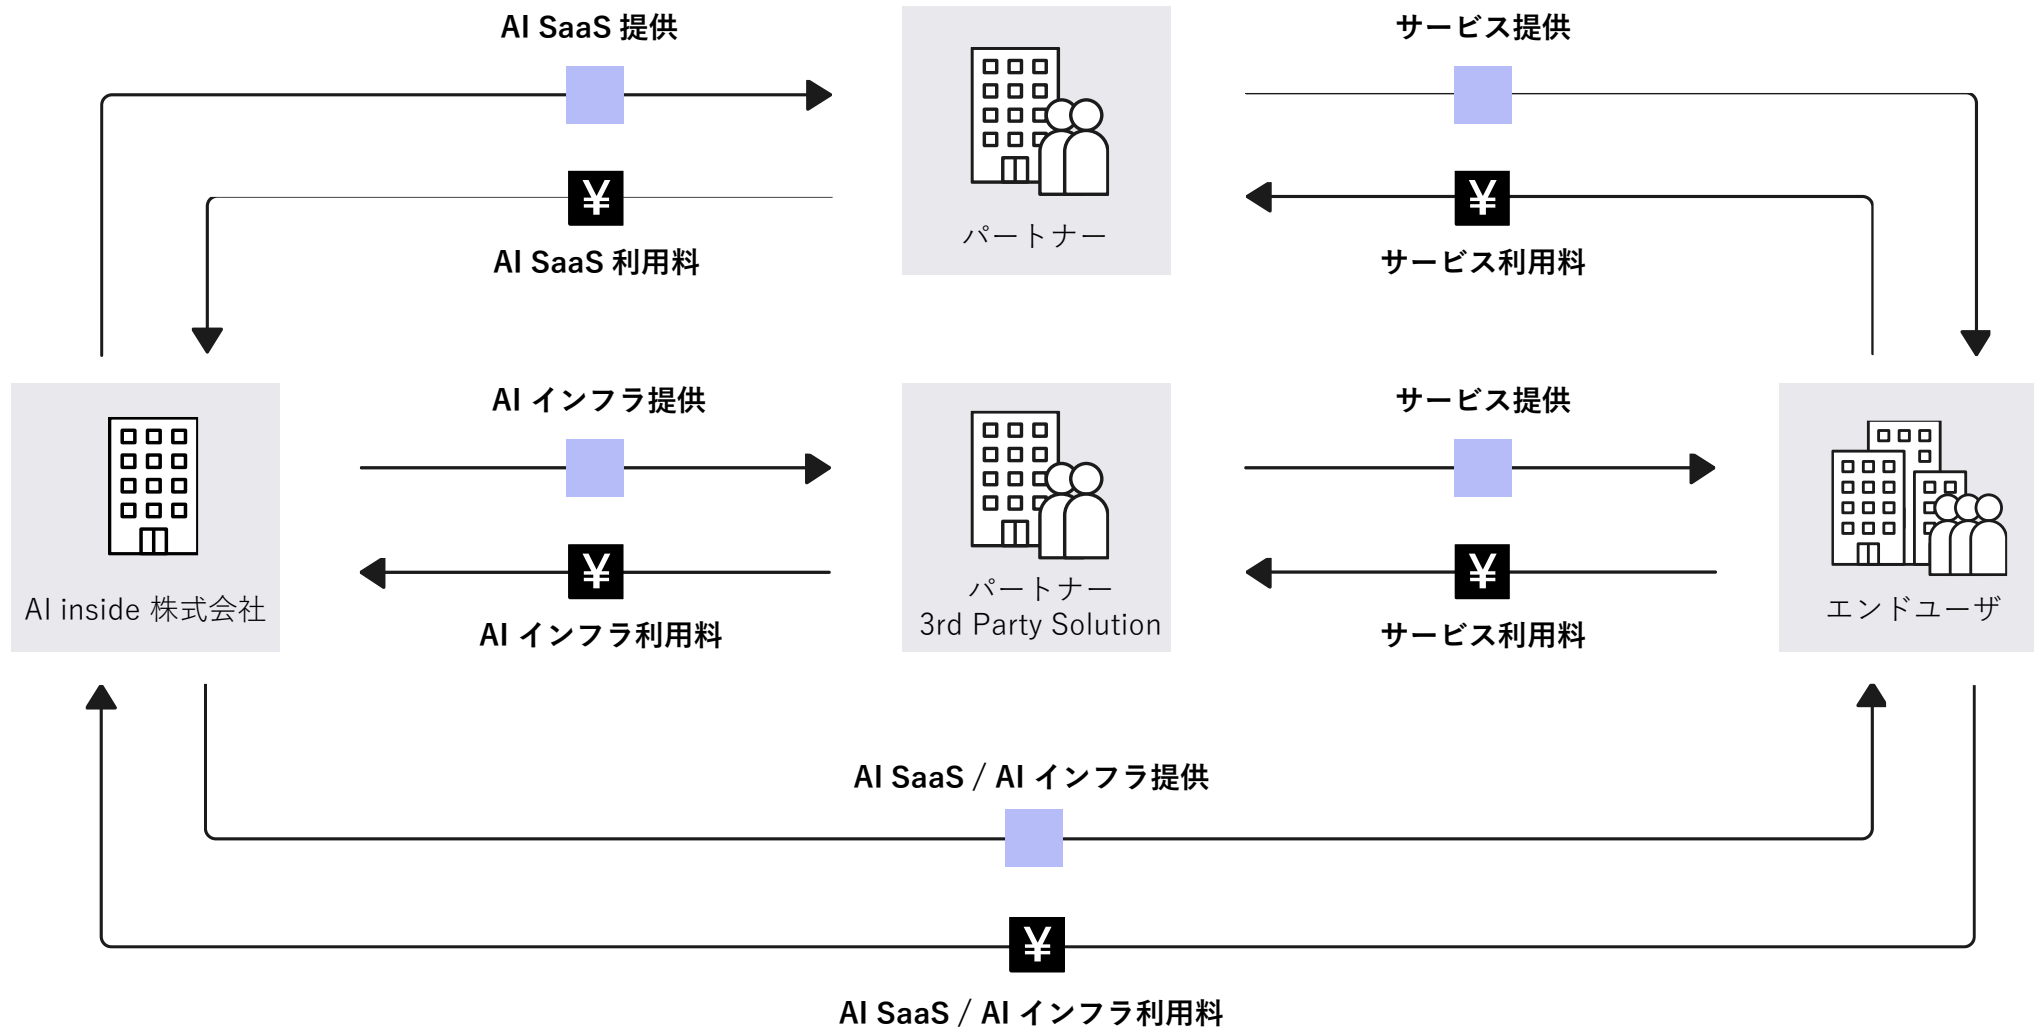 AI SaaS 提供
サービス提供
¥
¥
パートナー
AI SaaS 利用料
サービス利用料
AI インフラ提供
サービス提供
¥
¥
AI inside 株式会社
パートナー
3rd Party Solution
エンドユーザ
AI インフラ利用料
サービス利用料
AI SaaS / AI インフラ提供
¥
AI SaaS / AI インフラ利用料